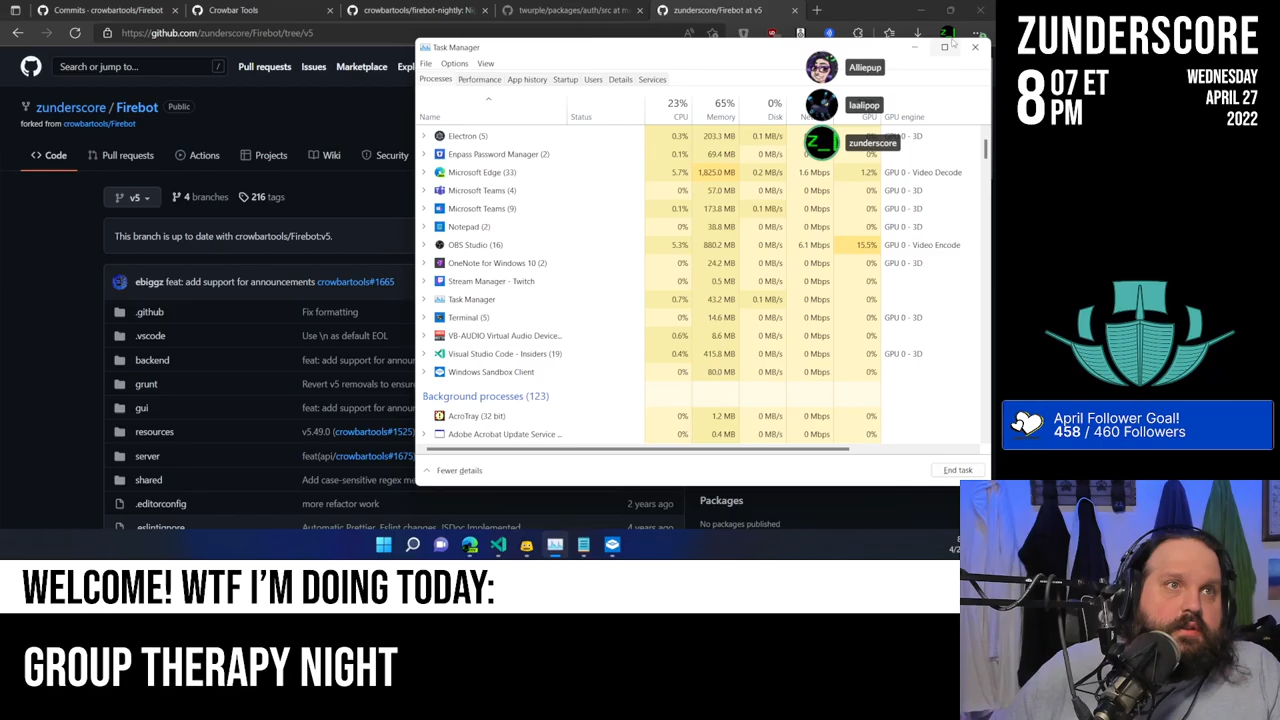 Commits · crowbartools/Firebot
Crowbar Tools
crowbartools/firebot-nightly: Ni
twurple/packages/auth/src at m
zunderscore/Firebot at v5
https://github.com/zunderscore/firebot/tree/v5
Search or jump to...
Issues
Marketplace
zunderscore / Firebot
Public
forked from crowbartools/Firebot
Code
Projects
Wiki
Security
v5
4 branches
216 tags
This branch is up to date with crowbartools/Firebot:v5.
ebiggz feat: add support for announcements crowbartools#1665
.github
Fix formatting
.vscode
Use \n as default EOL
backend
feat: add support for annour
grunt
Revert v5 removals to ensure
gui
feat: add support for annour
resources
v5.49.0 (crowbartools#1525)
server
feat(api/crowbartools#1675)
shared
Add case-sensitive regex me
.editorconfig
more refactor work
2 years ago
.eslintignore
Automatic Prettier, Eslint changes, JSDoc Implemented
4 years ago
Packages
No packages published
Task Manager
File Options View
Processes Performance App history Startup Users Details Services
23% 65% 0%
Name Status CPU Memory Disk GPU GPU engine
Electron (5) 0.3% 203.3 MB 0.1 MB/s 0% GPU 0 - 3D
Enpass Password Manager (2) 0.1% 69.4 MB 0 MB/s
Microsoft Edge (33) 5.7% 1,825.0 MB 0.2 MB/s 1.6 Mbps 1.2% GPU 0 - Video Decode
Microsoft Teams (4) 0% 57.0 MB 0 MB/s 0 Mbps 0% GPU 0 - 3D
Microsoft Teams (9) 0.1% 173.8 MB 0.1 MB/s 0 Mbps 0% GPU 0 - 3D
Notepad (2) 0% 38.8 MB 0 MB/s 0 Mbps 0% GPU 0 - 3D
OBS Studio (16) 5.3% 880.2 MB 0 MB/s 6.1 Mbps 15.5% GPU 0 - Video Encode
OneNote for Windows 10 (2) 0% 24.2 MB 0 MB/s 0 Mbps 0% GPU 0 - 3D
Stream Manager - Twitch 0% 0.5 MB 0 MB/s 0 Mbps 0%
Task Manager 0.7% 43.2 MB 0.1 MB/s 0 Mbps 0%
Terminal (5) 0% 14.6 MB 0 MB/s 0 Mbps 0% GPU 0 - 3D
VB-AUDIO Virtual Audio Device... 0.6% 8.6 MB 0 MB/s 0 Mbps 0%
Visual Studio Code - Insiders (19) 0.4% 415.8 MB 0 MB/s 0 Mbps 0% GPU 0 - 3D
Windows Sandbox Client 0% 80.0 MB 0 MB/s 0 Mbps 0%
Background processes (123)
AcroTray (32 bit) 0% 1.2 MB 0 MB/s 0 Mbps 0%
Adobe Acrobat Update Service ... 0% 0.4 MB 0 MB/s 0 Mbps 0%
Fewer details
End task
Alliepup
laalipop
z_
zunderscore
ZUNDERSCORE
8 07 ET
PM
WEDNESDAY
APRIL 27
2022
April Follower Goal!
458 / 460 Followers
WELCOME! WTF I'M DOING TODAY:
GROUP THERAPY NIGHT